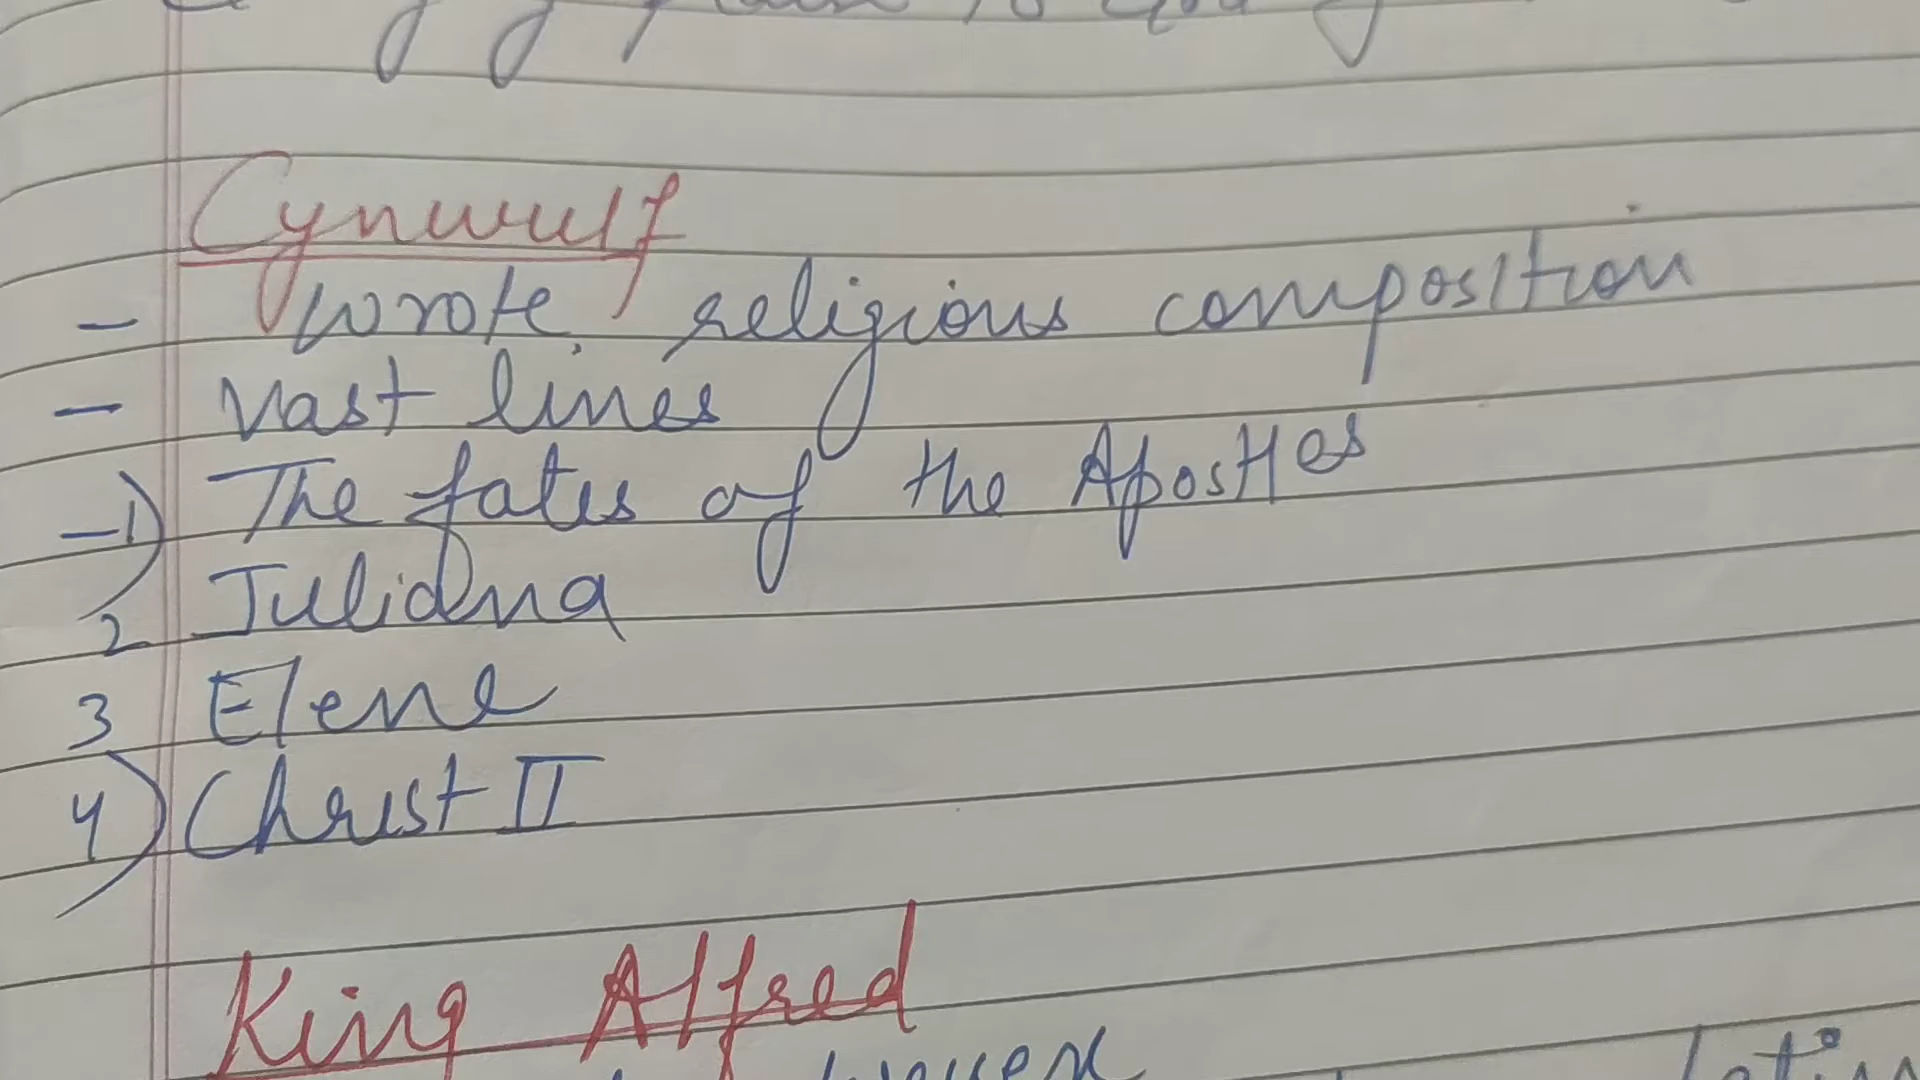 Cynwulf
- Wrote religious composition
- Vast lines
-1) The fates of the Apostles
2 Juliana
3 Elene
4) Christ II
King Alfred